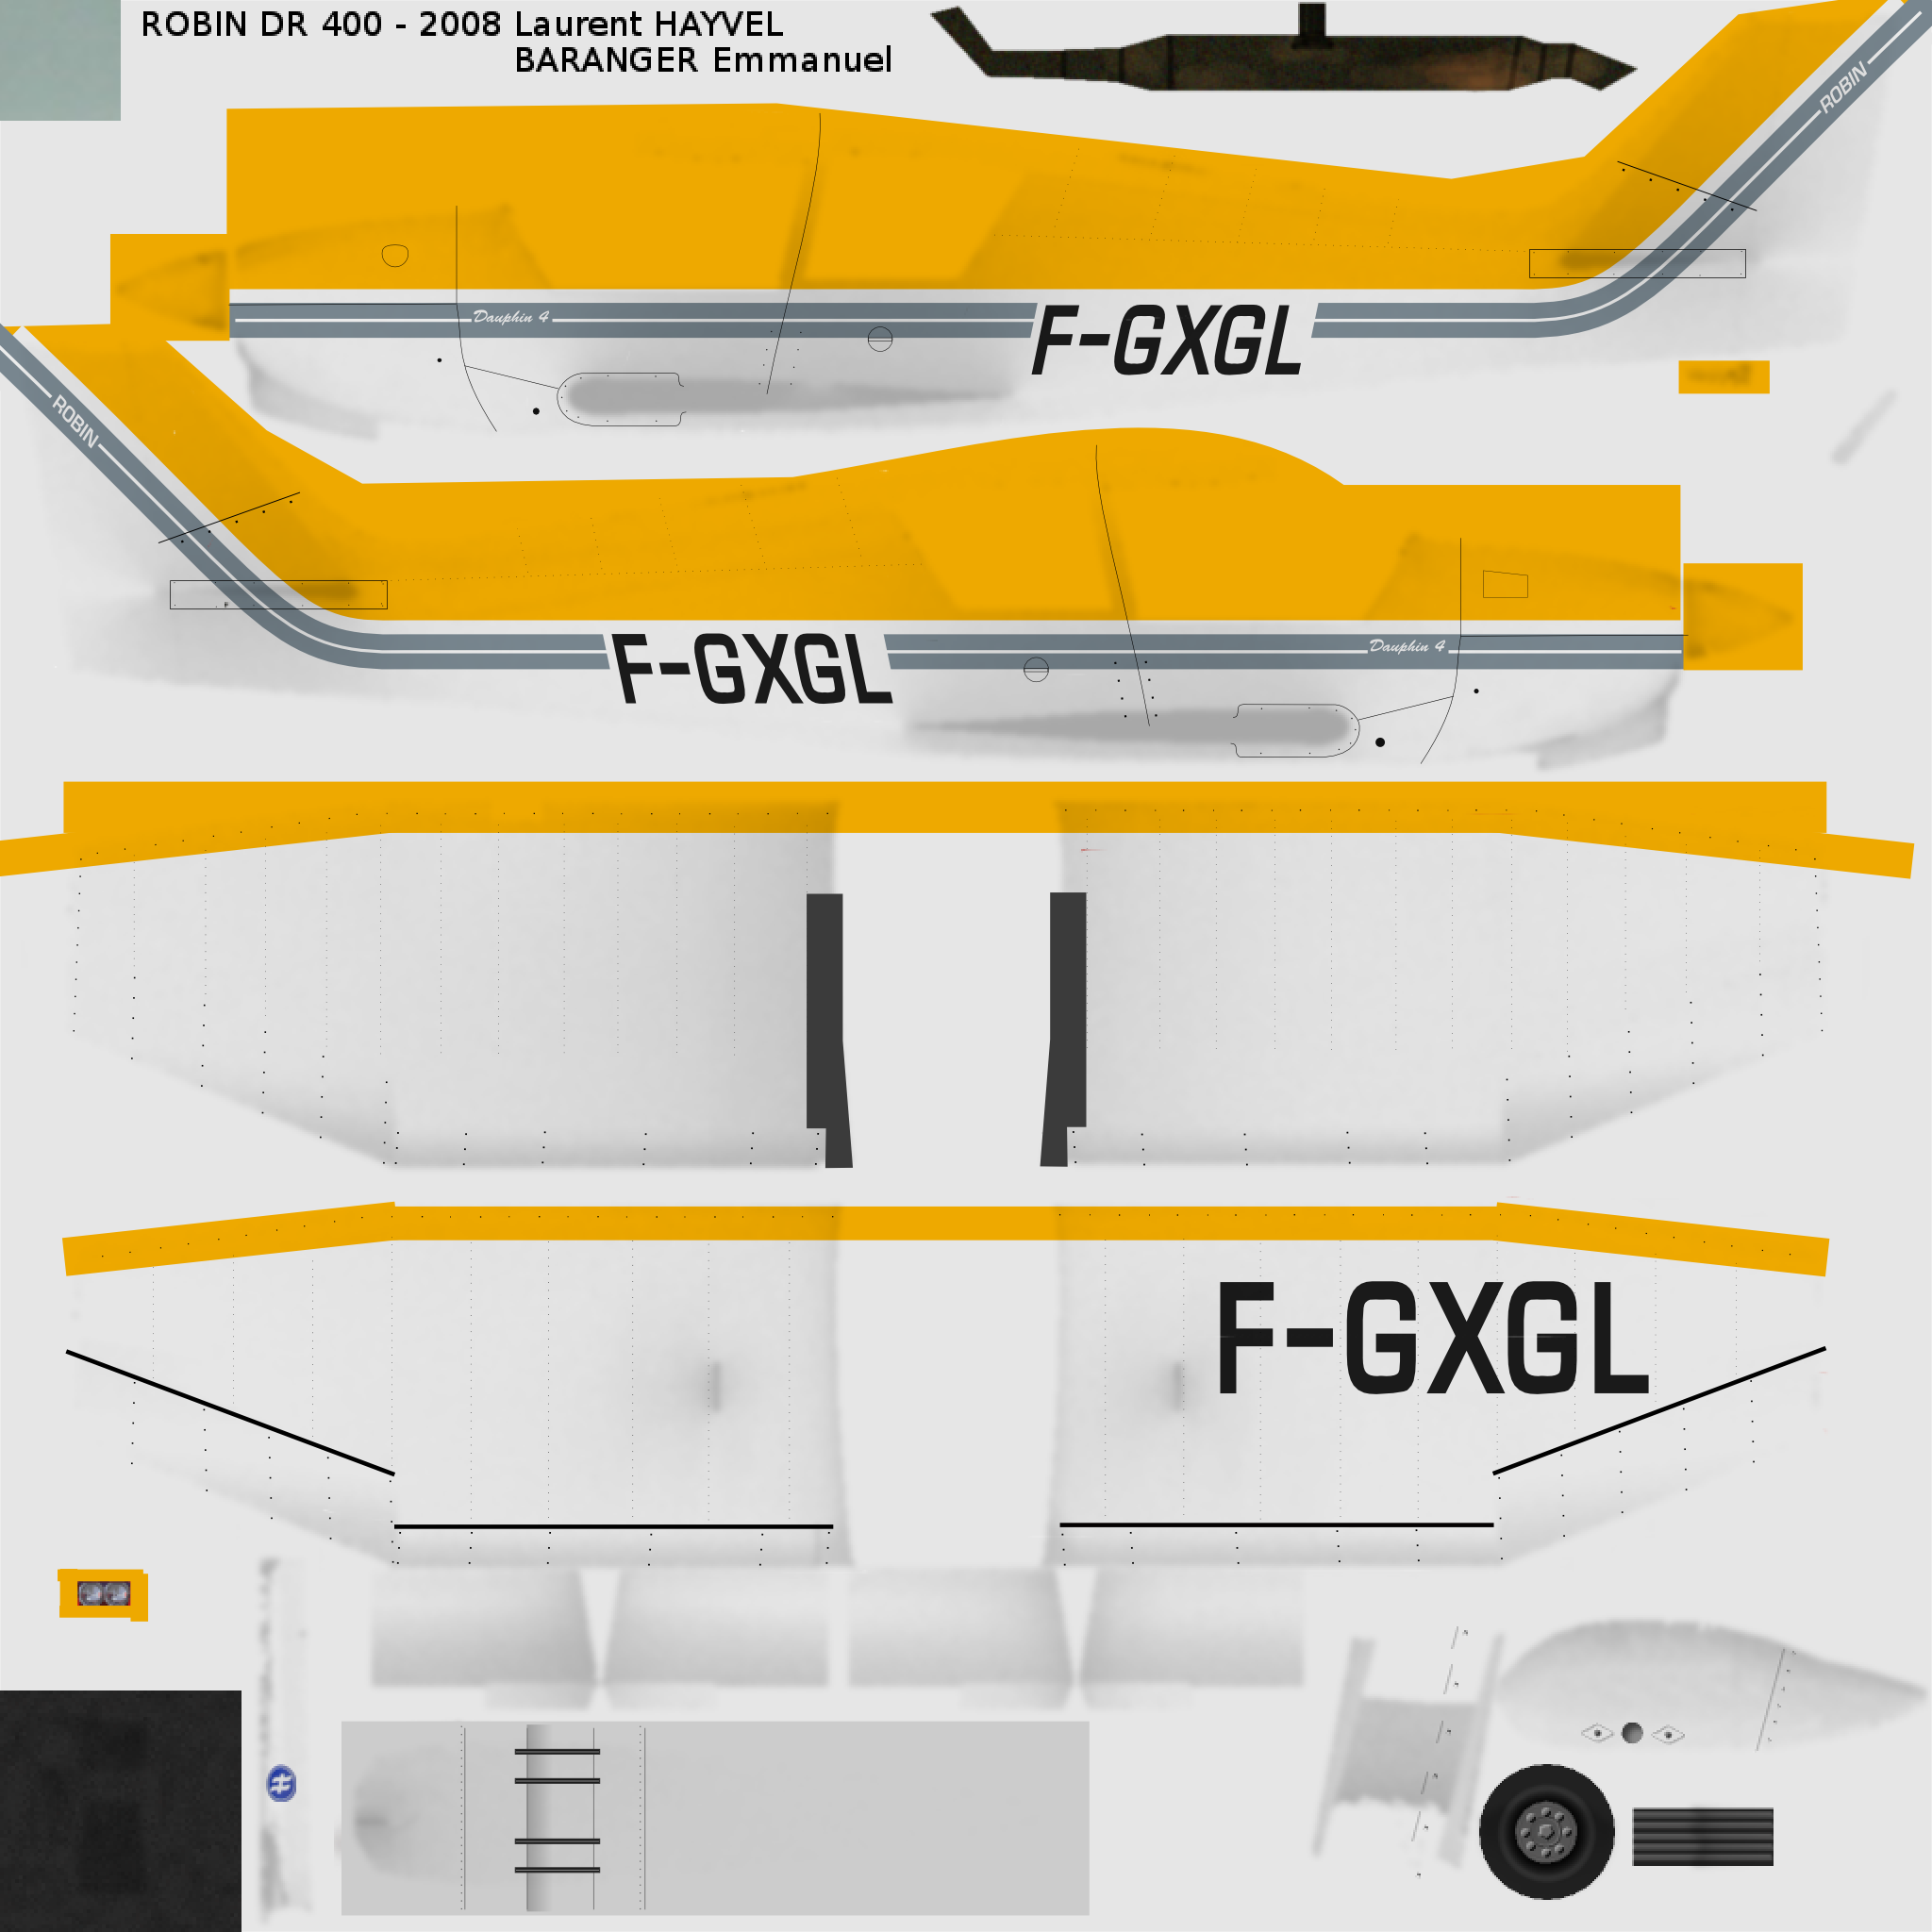 ROBIN DR 400 - 2008 Laurent HAYVEL
BARANGER Emmanuel
ROBIN
Dauphin 4
F-GXGL
ROBIN
F-GXGL
Dauphin 4
F-GXGL